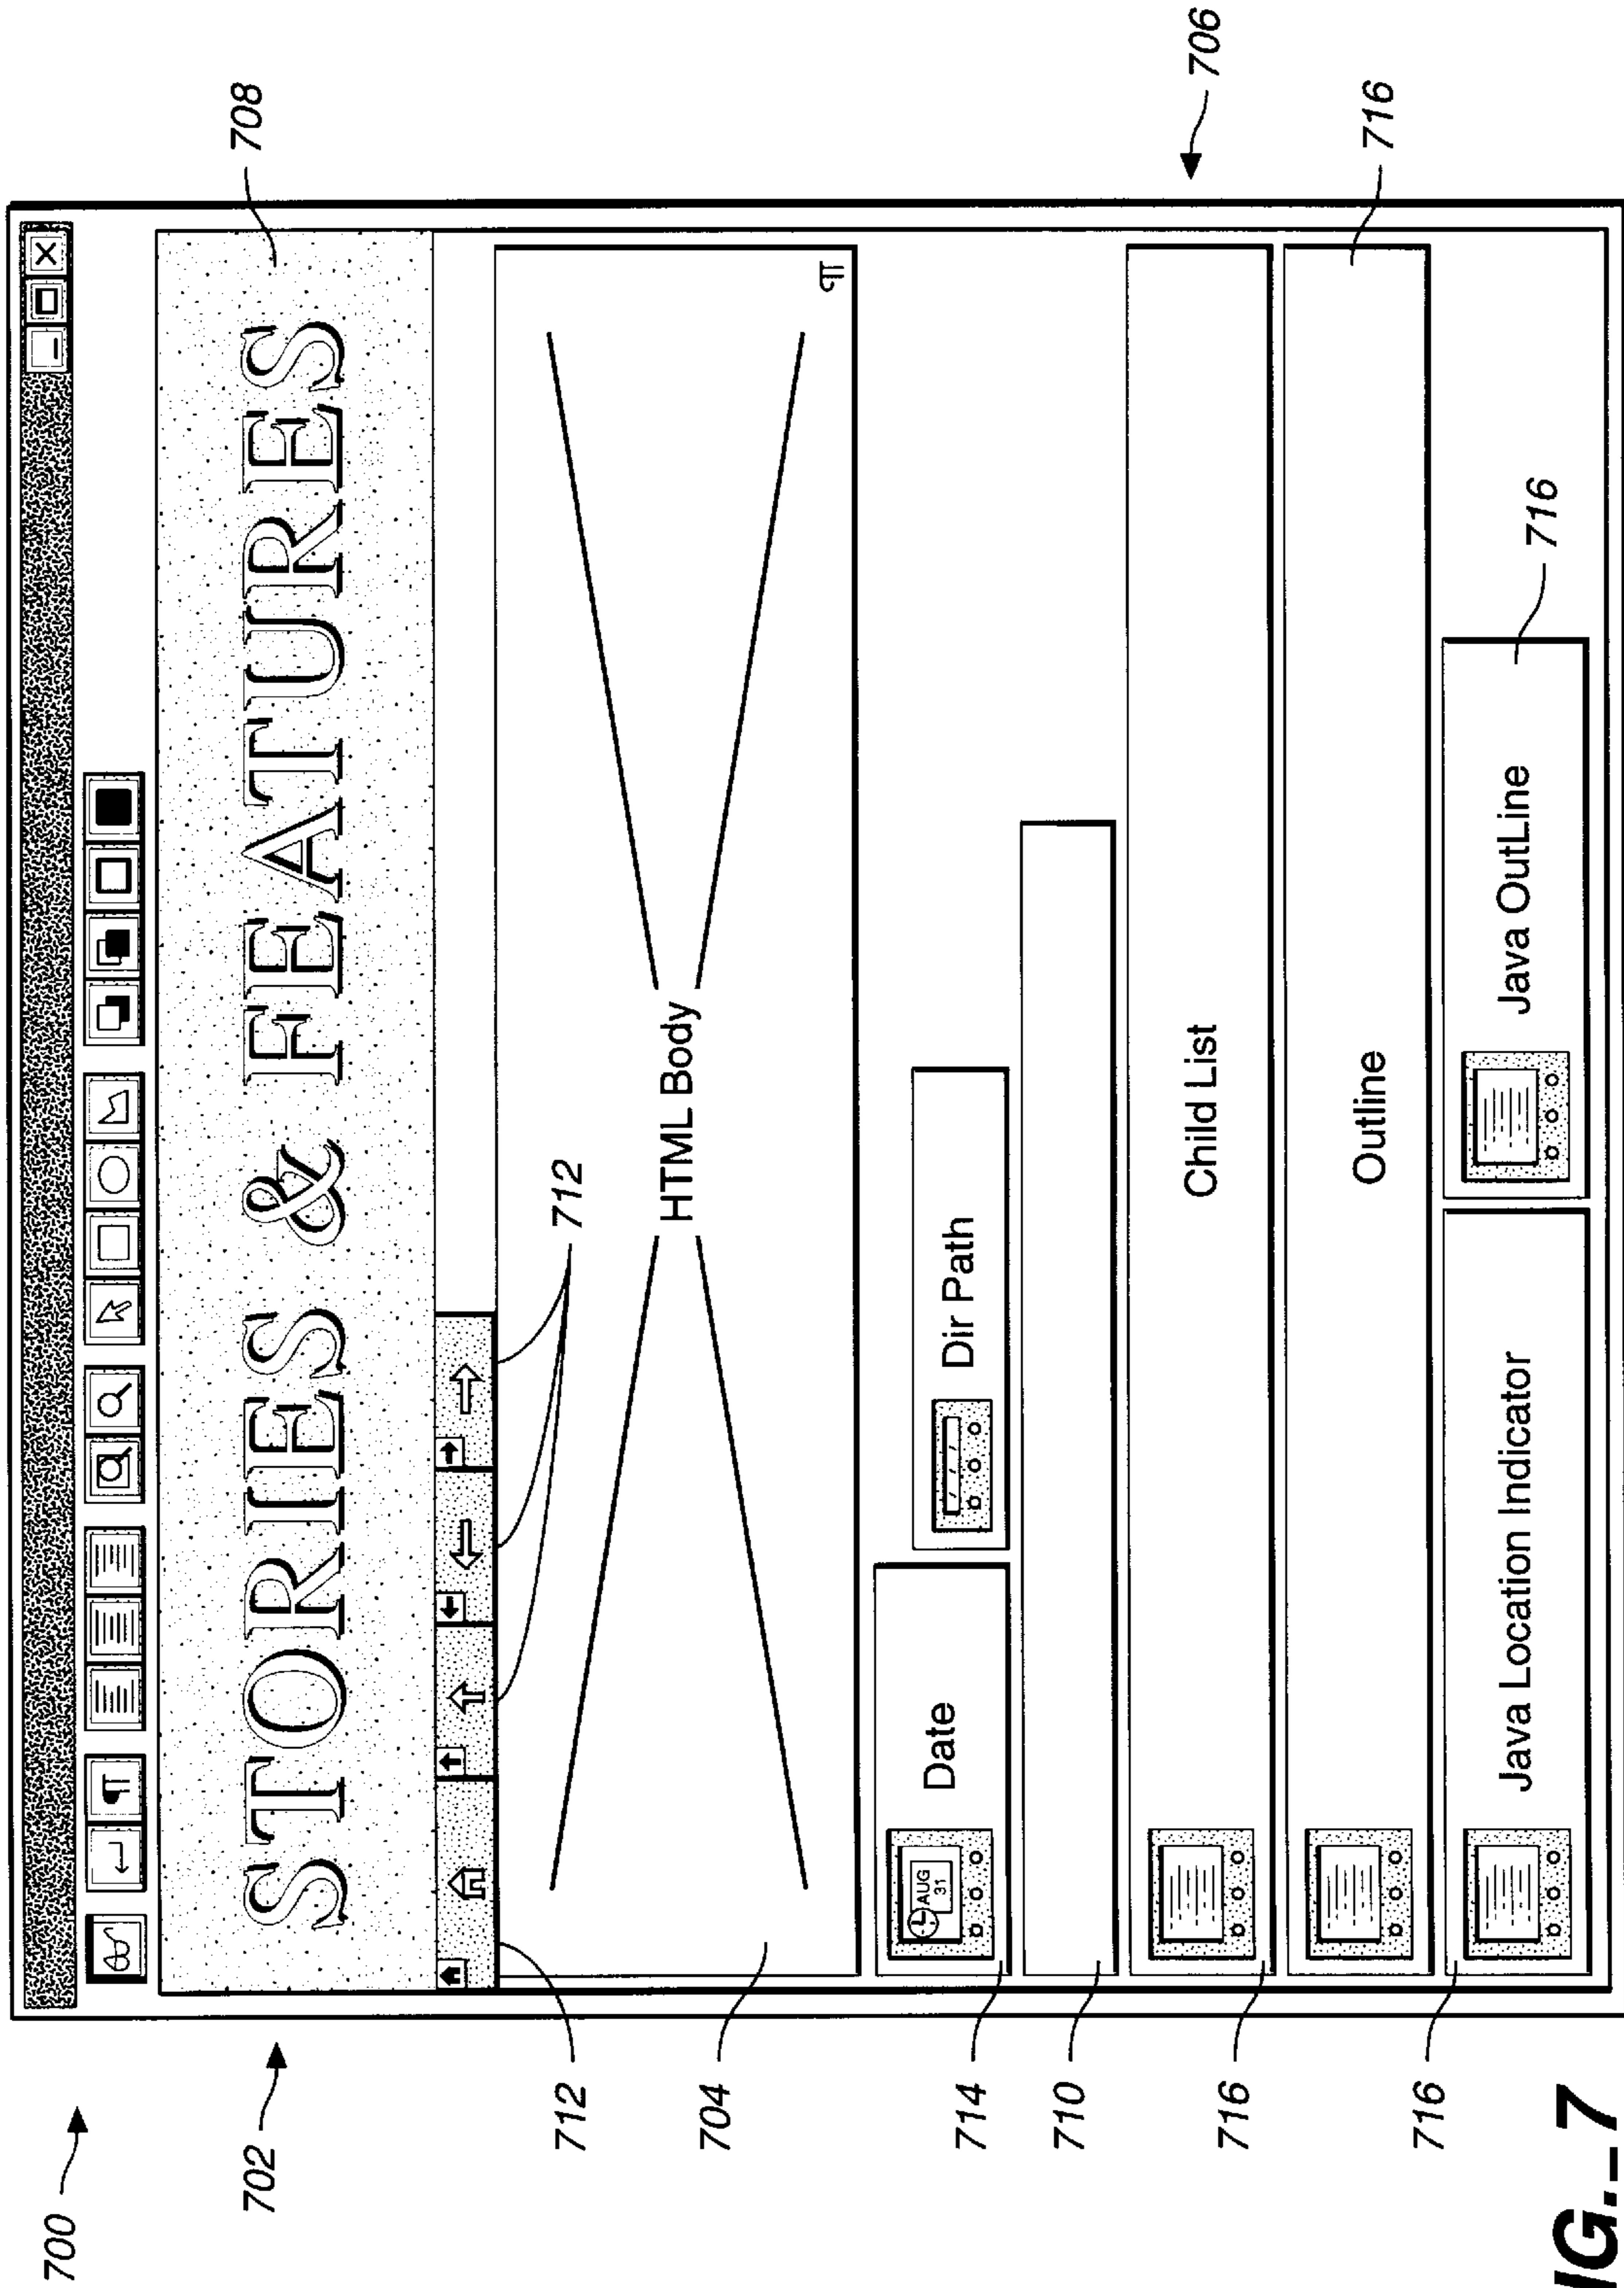 700
702
708
STORIES & FEATURES
712
712
HTML Body
¶
704
Date
AUG
31
Dir Path
714
710
706
Child List
716
Outline
716
Java Location Indicator
Java OutLine
716
716
IG._7